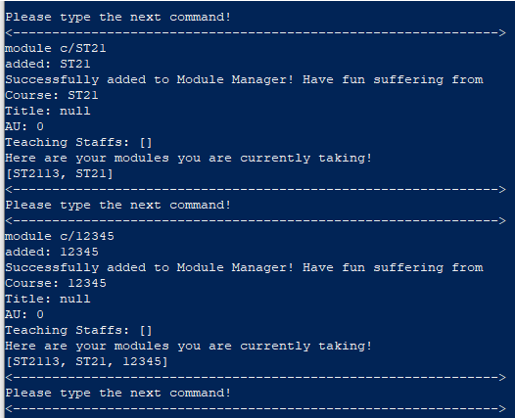 Please type the next command!
<---------------------------------------------------------------->
module c/ST21
added: ST21
Successfully added to Module Manager! Have fun suffering from
Course: ST21
Title: null
AU: 0
Teaching Staffs: []
Here are your modules you are currently taking!
[ST2113, ST21]
<---------------------------------------------------------------->
Please type the next command!
<---------------------------------------------------------------->
module c/12345
added: 12345
Successfully added to Module Manager! Have fun suffering from
Course: 12345
Title: null
AU: 0
Teaching Staffs: []
Here are your modules you are currently taking!
[ST2113, ST21, 12345]
<---------------------------------------------------------------->
Please type the next command!
<---------------------------------------------------------------->